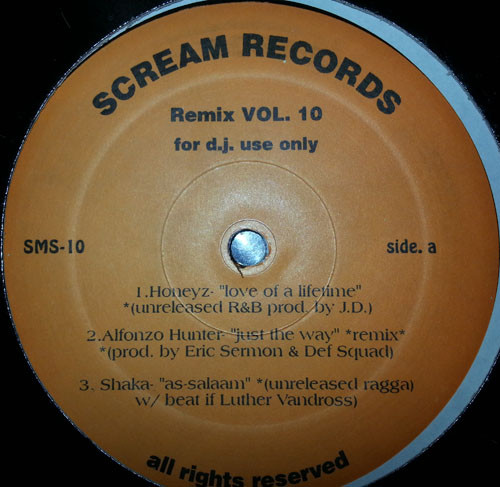 SCREAM RECORDS
Remix VOL. 10
for d.j. use only
SMS-10
side. a
1.Honeyz- "love of a lifetime"
*(unreleased R&B prod. by J.D.)
2.Alfonzo Hunter- "just the way" *remix*
*(prod. by Eric Sermon & Def Squad)
3. Shaka- "as-salaam" *(unreleased ragga)
w/ beat if Luther Vandross)
all rights reserved